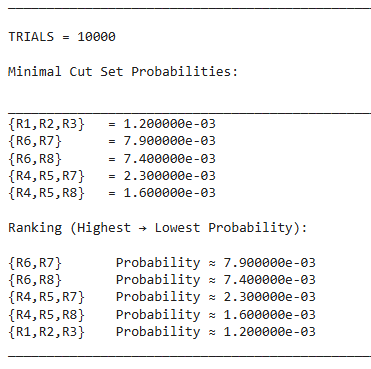 TRIALS = 10000
Minimal Cut Set Probabilities:
{R1,R2,R3} = 1.200000e-03
{R6,R7} = 7.900000e-03
{R6,R8} = 7.400000e-03
{R4,R5,R7} = 2.300000e-03
{R4,R5,R8} = 1.600000e-03
Ranking (Highest → Lowest Probability):
{R6,R7} Probability ≈ 7.900000e-03
{R6,R8} Probability ≈ 7.400000e-03
{R4,R5,R7} Probability ≈ 2.300000e-03
{R4,R5,R8} Probability ≈ 1.600000e-03
{R1,R2,R3} Probability ≈ 1.200000e-03